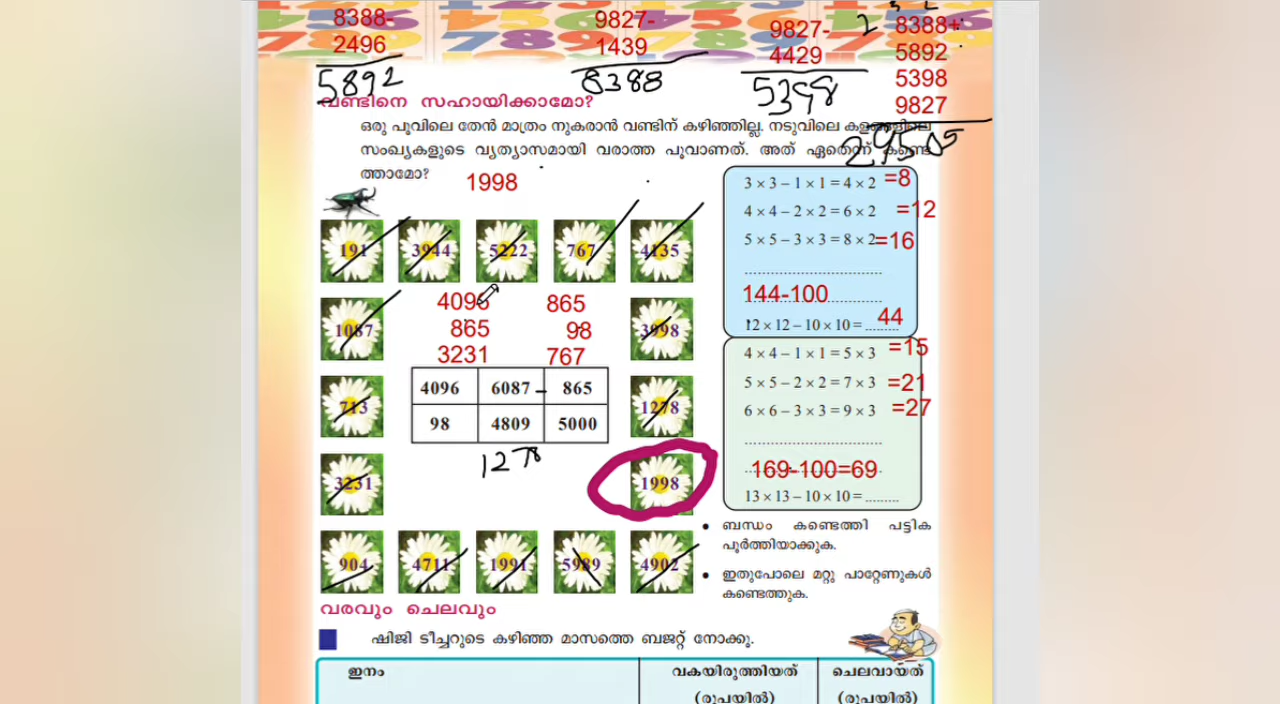 8388-
2496
5892
9827-
1439
8388
9827-
4429
5398
2
8388+
5892
5398
9827
29505
വണ്ടിനെ സഹായിക്കാമോ?
ഒരു പൂവിലെ തേൻ മാത്രം നുകരാൻ വണ്ടിന് കഴിഞ്ഞില്ല. നടുവിലെ കളങ്ങളിലെ
സംഖ്യകളുടെ വ്യത്യാസമായി വരാത്ത പൂവാണത്. അത് ഏതെന്ന് കണ്ടെ
ത്താമോ?
1998
191 3944 5222 767 4135
1087 3998
713 1278
3231 1998
904 4711 1991 5989 4902
4096 865
865 98
3231 767
4096 6087 - 865
98 4809 5000
1278
3 × 3 – 1 × 1 = 4 × 2 =8
4 × 4 – 2 × 2 = 6 × 2 =12
5 × 5 – 3 × 3 = 8 × 2 =16
......................................
144-100
12 × 12 – 10 × 10 = ......... 44
4 × 4 – 1 × 1 = 5 × 3 =15
5 × 5 – 2 × 2 = 7 × 3 =21
6 × 6 – 3 × 3 = 9 × 3 =27
......................................
169-100=69
13 × 13 – 10 × 10 = .........
• ബന്ധം കണ്ടെത്തി പട്ടിക
പൂർത്തിയാക്കുക.
• ഇതുപോലെ മറ്റു പാറ്റേണുകൾ
കണ്ടെത്തുക.
വരവും ചെലവും
ഷിജി ടീച്ചറുടെ കഴിഞ്ഞ മാസത്തെ ബജറ്റ് നോക്കൂ.
ഇനം വകയിരുത്തിയത് ചെലവായത്
(രൂപയിൽ) (രൂപയിൽ)